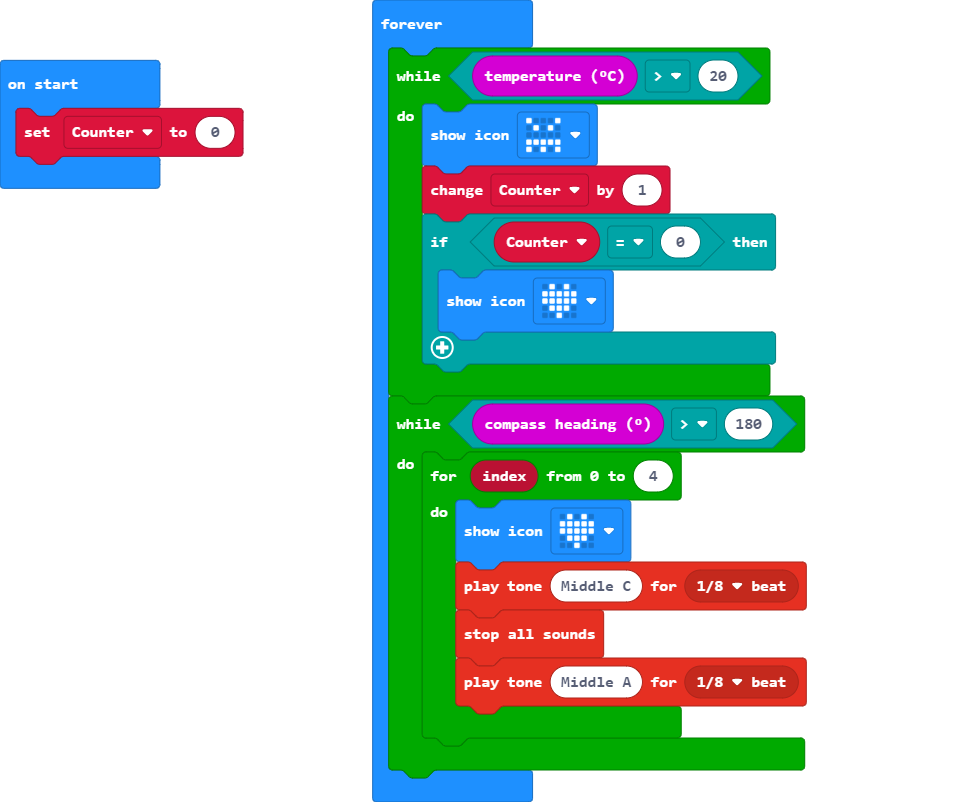 on start
set Counter to 0
forever
while temperature (ºC) > 20
do
show icon
change Counter by 1
if Counter = 0 then
show icon
while compass heading (º) > 180
do
for index from 0 to 4
do
show icon
play tone Middle C for 1/8 beat
stop all sounds
play tone Middle A for 1/8 beat